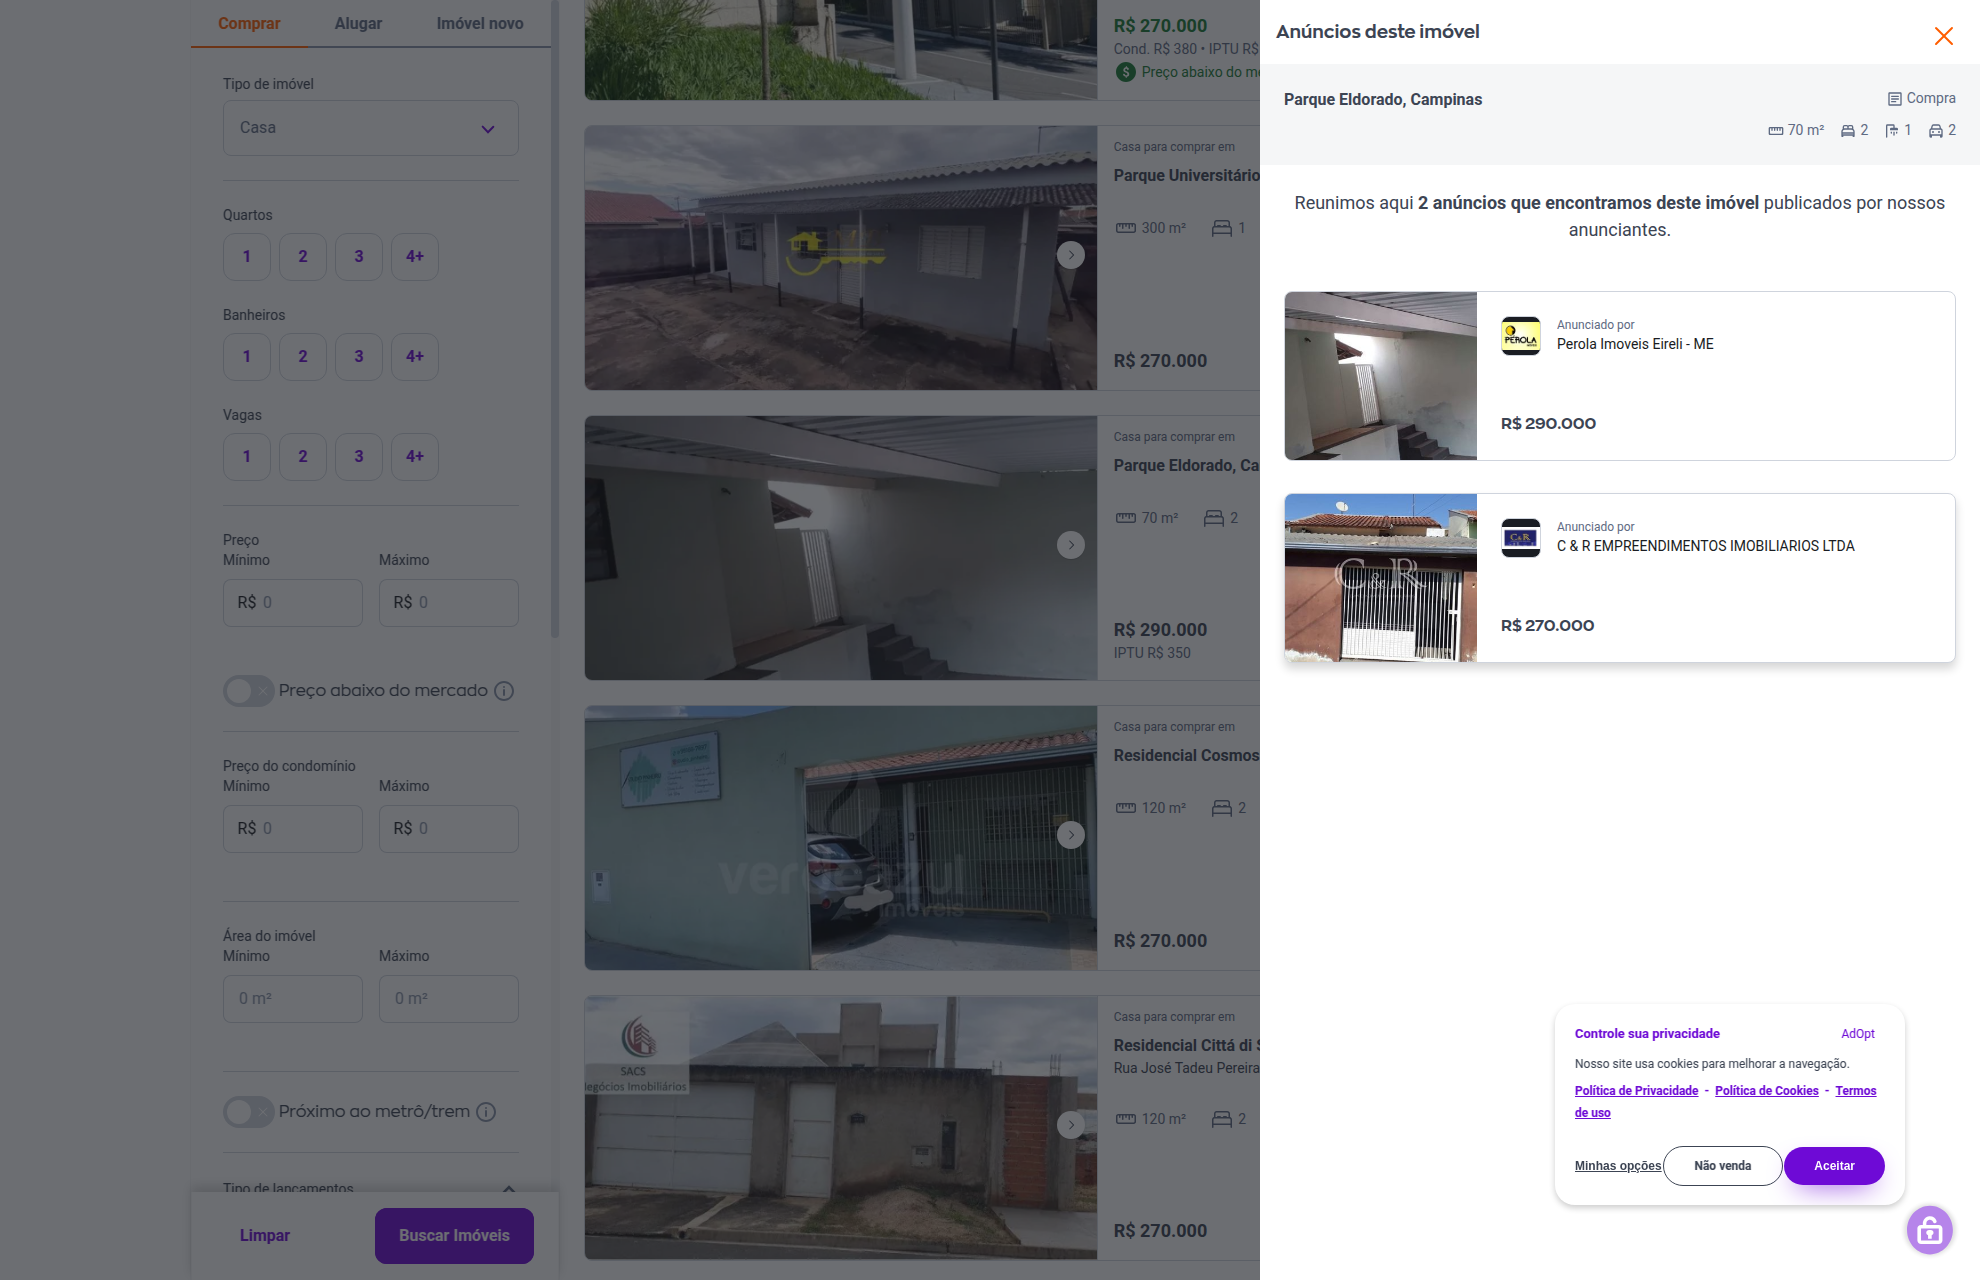 Comprar
Alugar
Imóvel novo
Tipo de imóvel
Casa
Quartos
1
2
3
4+
Banheiros
1
2
3
4+
Vagas
1
2
3
4+
Preço
Mínimo
Máximo
R$ 0
R$ 0
Preço abaixo do mercado
Preço do condomínio
Mínimo
Máximo
R$ 0
R$ 0
Área do imóvel
Mínimo
Máximo
0 m²
0 m²
Próximo ao metrô/trem
Tipo de lançamentos
Limpar
Buscar Imóveis
R$ 270.000
Cond. R$ 380 • IPTU R$
Preço abaixo do me
Casa para comprar em
Parque Universitário
300 m²
1
R$ 270.000
Casa para comprar em
Parque Eldorado, Ca
70 m²
2
R$ 290.000
IPTU R$ 350
verdeazul
imóveis
Casa para comprar em
Residencial Cosmos
120 m²
2
R$ 270.000
SACS
Negócios Imobiliários
Casa para comprar em
Residencial Cittá di S
Rua José Tadeu Pereira
120 m²
2
R$ 270.000
Anúncios deste imóvel
Parque Eldorado, Campinas
Compra
70 m²
2
1
2
Reunimos aqui 2 anúncios que encontramos deste imóvel publicados por nossos
anunciantes.
PEROLA
Anunciado por
Perola Imoveis Eireli - ME
R$ 290.000
C & R
C&R
Anunciado por
C & R EMPREENDIMENTOS IMOBILIARIOS LTDA
R$ 270.000
Controle sua privacidade
AdOpt
Nosso site usa cookies para melhorar a navegação.
Política de Privacidade - Política de Cookies - Termos
de uso
Minhas opções
Não venda
Aceitar